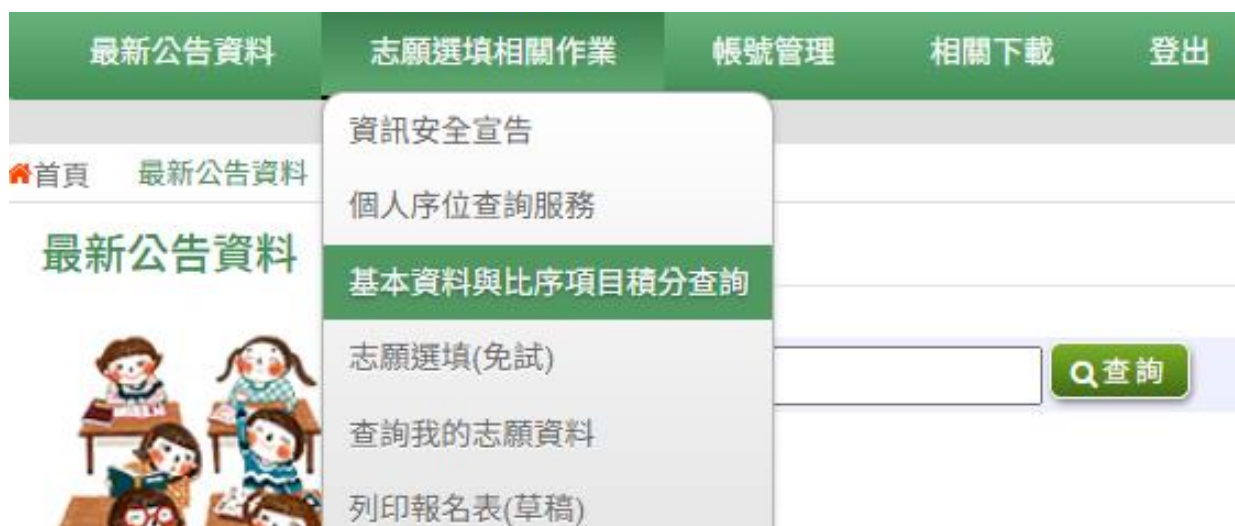 最新公告資料 志願選填相關作業 帳號管理 相關下載 登出
資訊安全宣告
首頁 最新公告資料
個人序位查詢服務
最新公告資料
基本資料與比序項目積分查詢
志願選填(免試)
查詢
查詢我的志願資料
列印報名表(草稿)